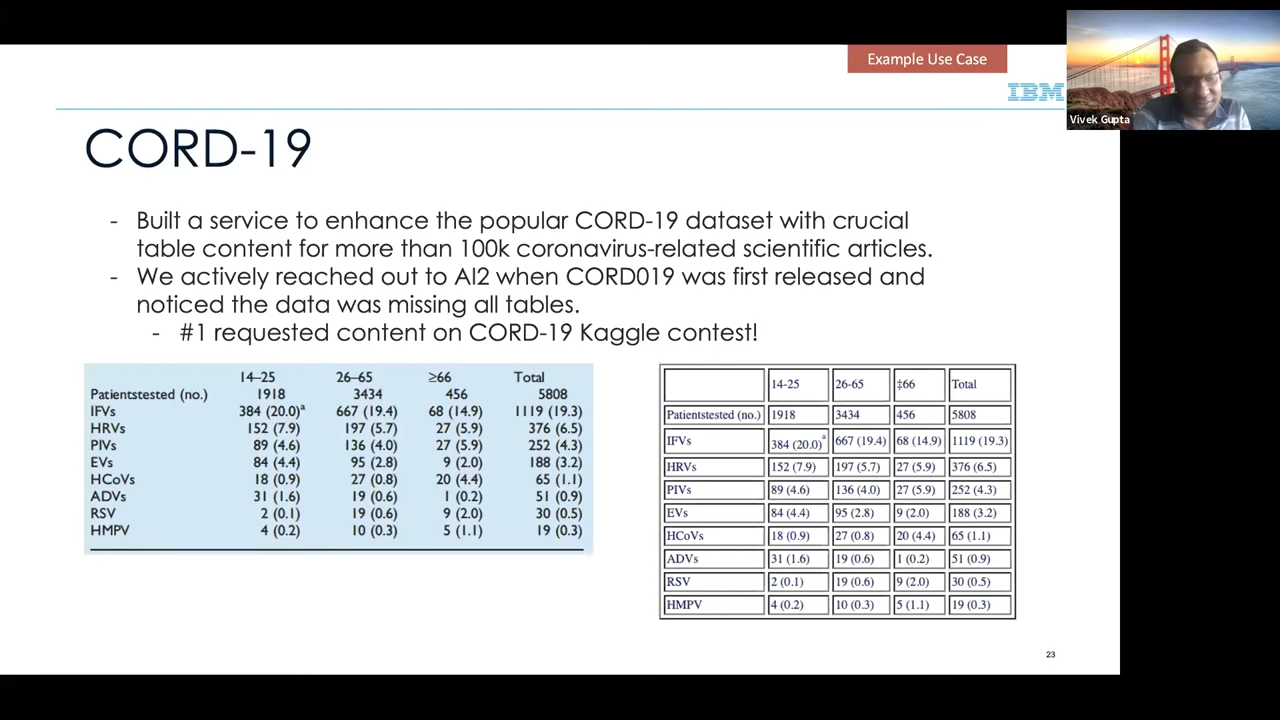 Example Use Case
IBM
Vivek Gupta
CORD-19
- Built a service to enhance the popular CORD-19 dataset with crucial
table content for more than 100k coronavirus-related scientific articles.
- We actively reached out to AI2 when CORD019 was first released and
noticed the data was missing all tables.
- #1 requested content on CORD-19 Kaggle contest!
14–25 26–65 ≥66 Total
Patientstested (no.) 1918 3434 456 5808
IFVs 384 (20.0)a 667 (19.4) 68 (14.9) 1119 (19.3)
HRVs 152 (7.9) 197 (5.7) 27 (5.9) 376 (6.5)
PIVs 89 (4.6) 136 (4.0) 27 (5.9) 252 (4.3)
EVs 84 (4.4) 95 (2.8) 9 (2.0) 188 (3.2)
HCoVs 18 (0.9) 27 (0.8) 20 (4.4) 65 (1.1)
ADVs 31 (1.6) 19 (0.6) 1 (0.2) 51 (0.9)
RSV 2 (0.1) 19 (0.6) 9 (2.0) 30 (0.5)
HMPV 4 (0.2) 10 (0.3) 5 (1.1) 19 (0.3)
14-25 26-65 ‡66 Total
Patientstested (no.) 1918 3434 456 5808
IFVs 384 (20.0)a 667 (19.4) 68 (14.9) 1119 (19.3)
HRVs 152 (7.9) 197 (5.7) 27 (5.9) 376 (6.5)
PIVs 89 (4.6) 136 (4.0) 27 (5.9) 252 (4.3)
EVs 84 (4.4) 95 (2.8) 9 (2.0) 188 (3.2)
HCoVs 18 (0.9) 27 (0.8) 20 (4.4) 65 (1.1)
ADVs 31 (1.6) 19 (0.6) 1 (0.2) 51 (0.9)
RSV 2 (0.1) 19 (0.6) 9 (2.0) 30 (0.5)
HMPV 4 (0.2) 10 (0.3) 5 (1.1) 19 (0.3)
23